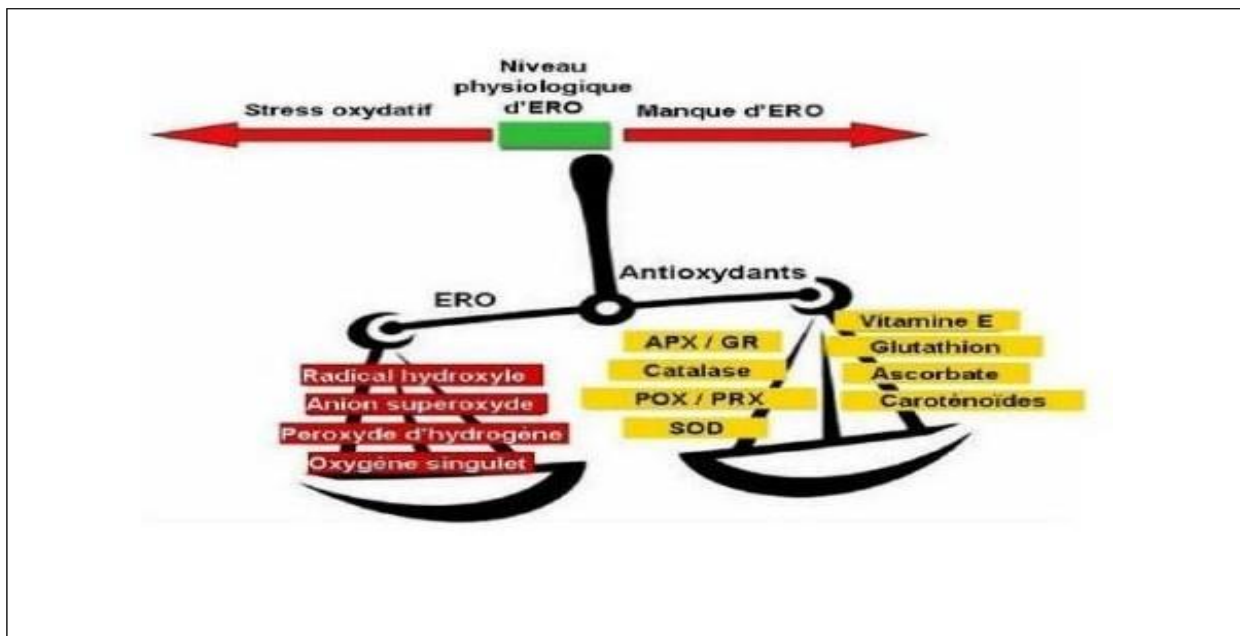 Niveau
physiologique
d'ERO
Stress oxydatif
Manque d'ERO
Antioxydants
ERO
Radical hydroxyle
Anion superoxyde
Peroxyde d'hydrogène
Oxygène singulet
APX / GR
Catalase
POX / PRX
SOD
Vitamine E
Glutathion
Ascorbate
Caroténoïdes